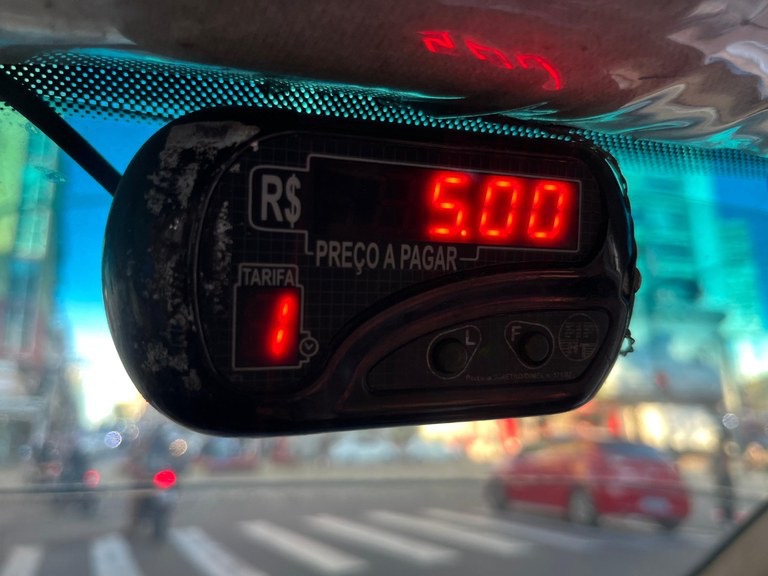 R$ 5.00
PREÇO A PAGAR
TARIFA
1
L F